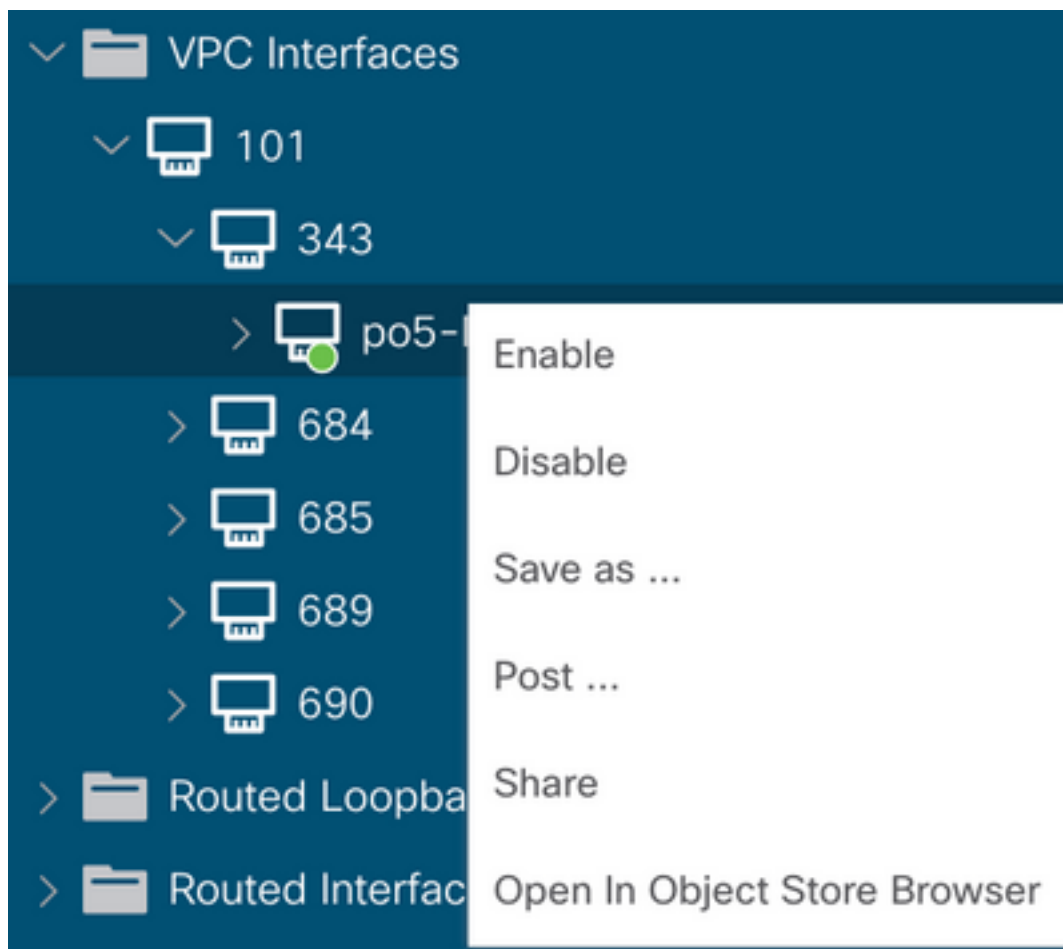 VPC Interfaces
101
343
po5-
Enable
Disable
684
685
Save as ...
689
Post ...
690
Share
Routed Loopba
Routed Interfac
Open In Object Store Browser